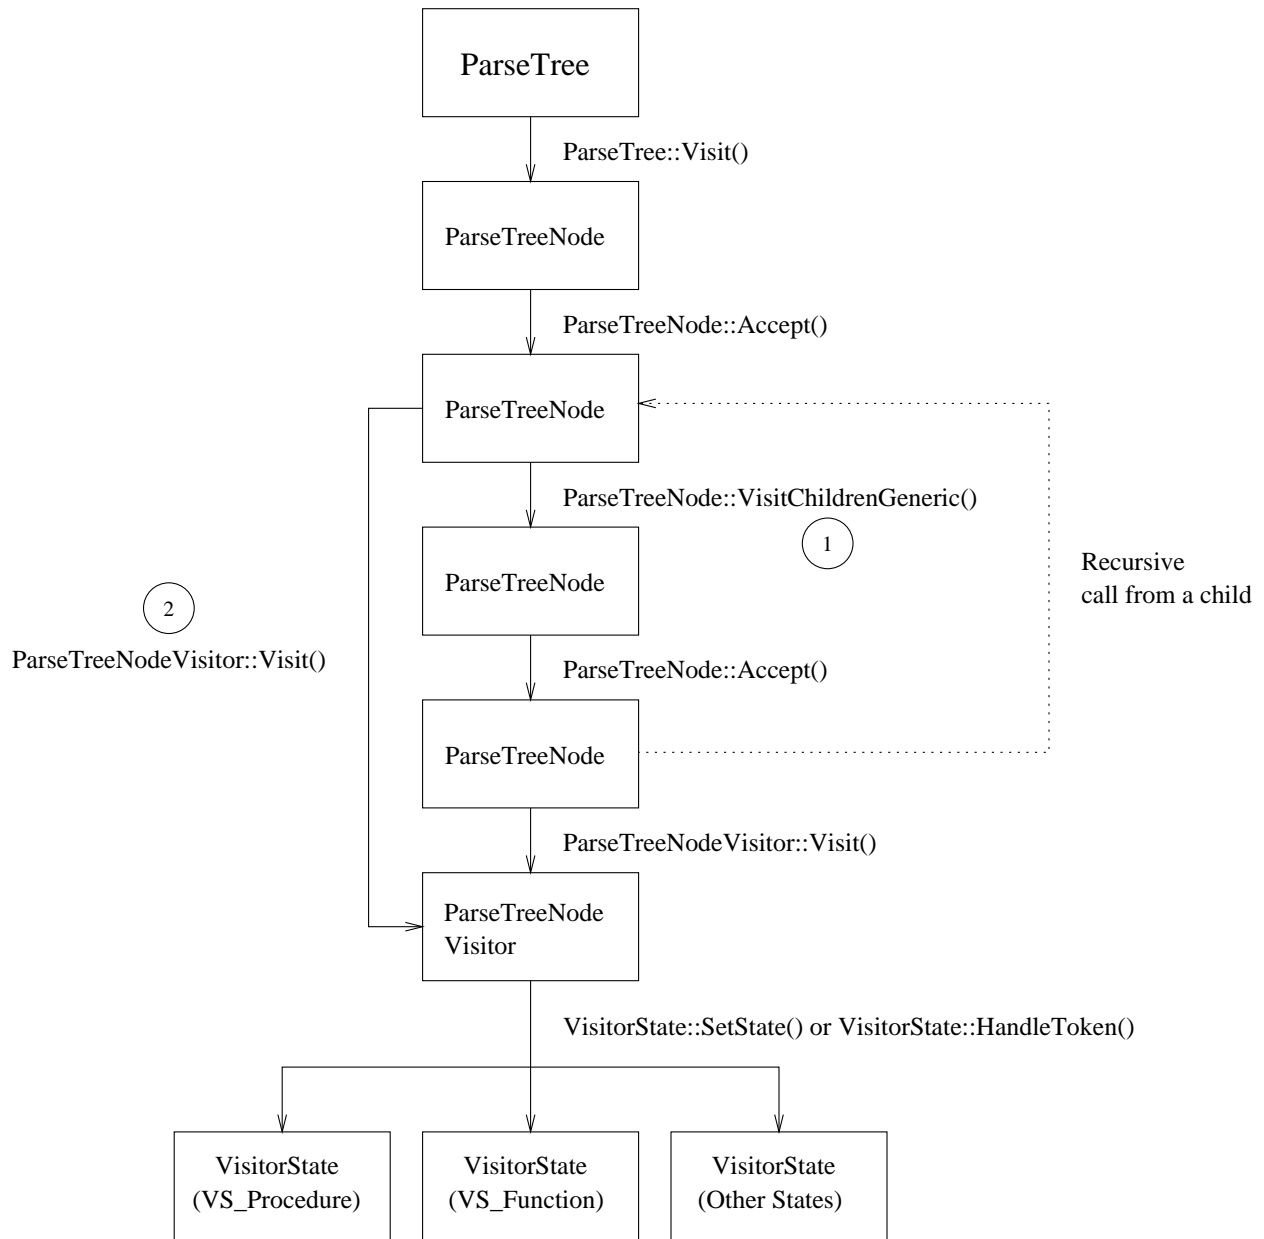 ParseTree
ParseTree::Visit()
ParseTreeNode
ParseTreeNode::Accept()
ParseTreeNode
ParseTreeNode::VisitChildrenGeneric()
1
ParseTreeNode
Recursive
call from a child
2
ParseTreeNodeVisitor::Visit()
ParseTreeNode::Accept()
ParseTreeNode
ParseTreeNodeVisitor::Visit()
ParseTreeNode
Visitor
VisitorState::SetState() or VisitorState::HandleToken()
VisitorState
(VS_Procedure)
VisitorState
(VS_Function)
VisitorState
(Other States)